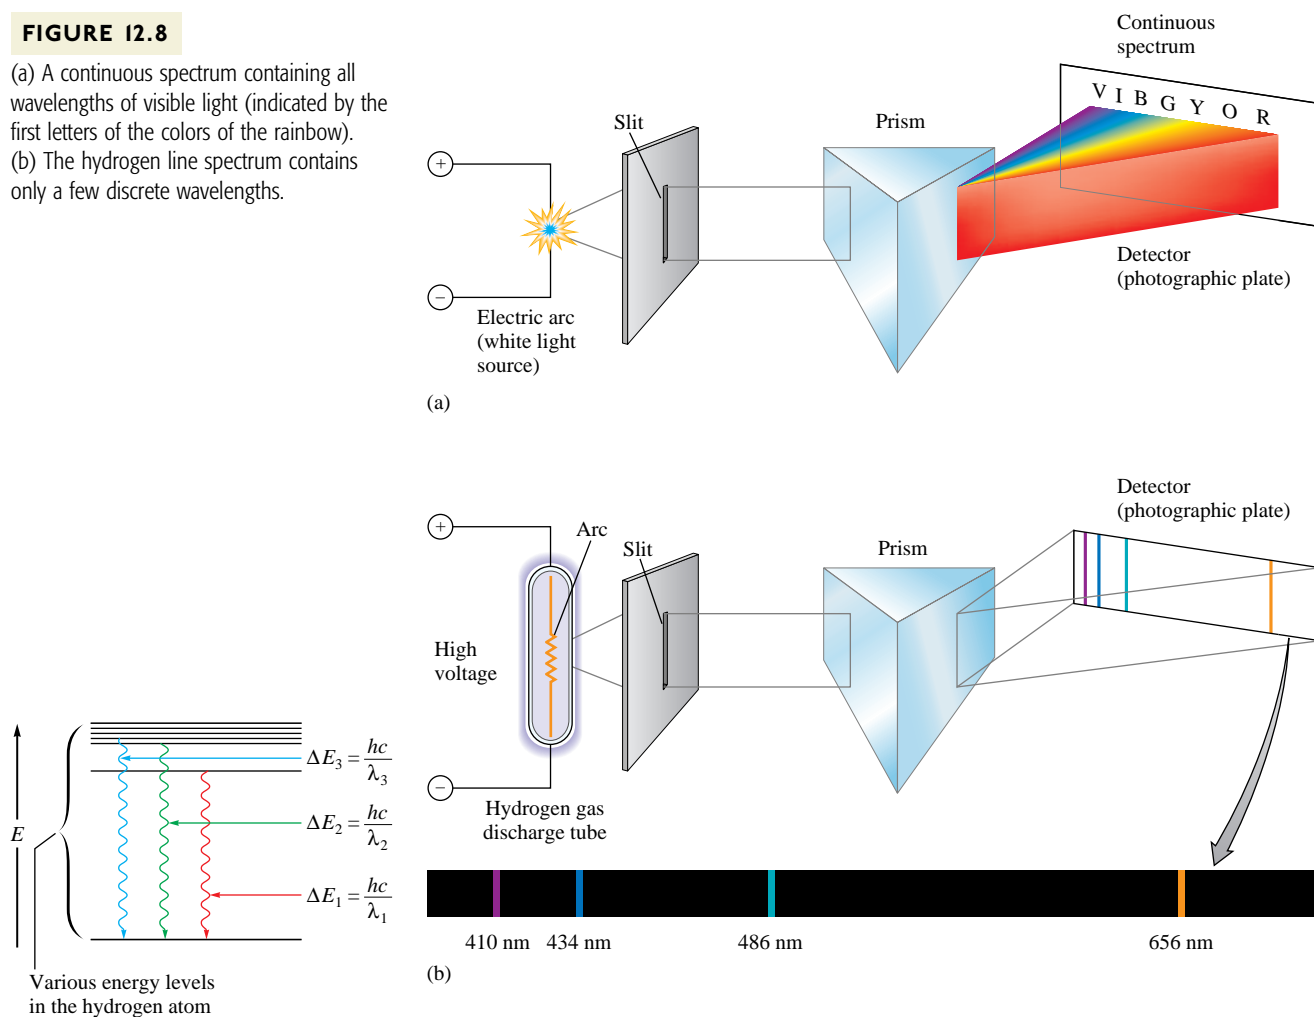 FIGURE 12.8
(a) A continuous spectrum containing all
wavelengths of visible light (indicated by the
first letters of the colors of the rainbow).
(b) The hydrogen line spectrum contains
only a few discrete wavelengths.
Continuous
spectrum
V I B G Y O R
Slit
Prism
+
−
Electric arc
(white light
source)
Detector
(photographic plate)
(a)
Detector
(photographic plate)
+
Arc
Slit
Prism
High
voltage
−
Hydrogen gas
discharge tube
410 nm 434 nm 486 nm 656 nm
(b)
E
ΔE₃ = hc/λ₃
ΔE₂ = hc/λ₂
ΔE₁ = hc/λ₁
Various energy levels
in the hydrogen atom